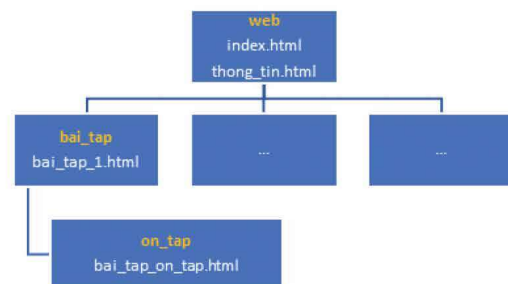 web
index.html
thong_tin.html
bai_tap
bai_tap_1.html
...
...
on_tap
bai_tap_on_tap.html